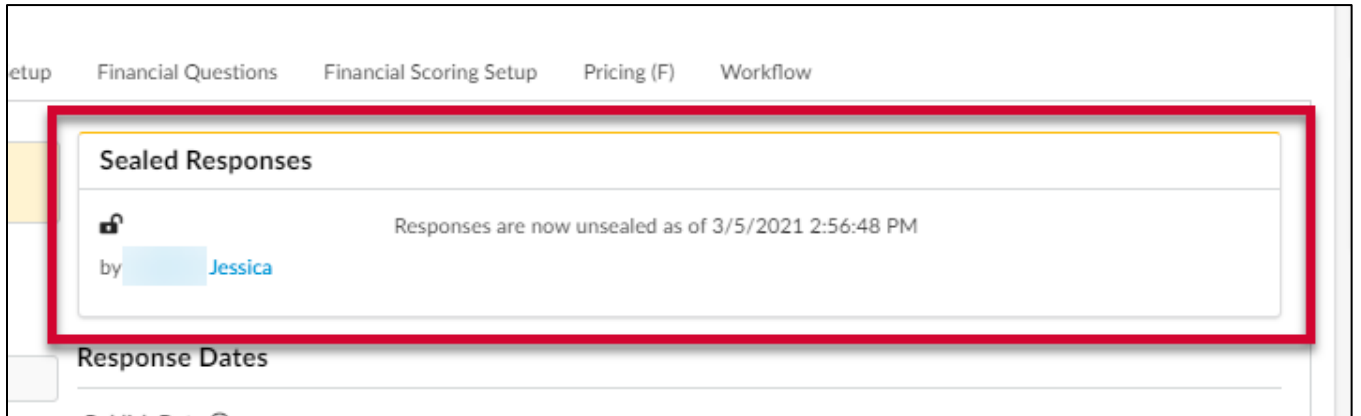 etup Financial Questions Financial Scoring Setup Pricing (F) Workflow
Sealed Responses
Responses are now unsealed as of 3/5/2021 2:56:48 PM
by Jessica
Response Dates